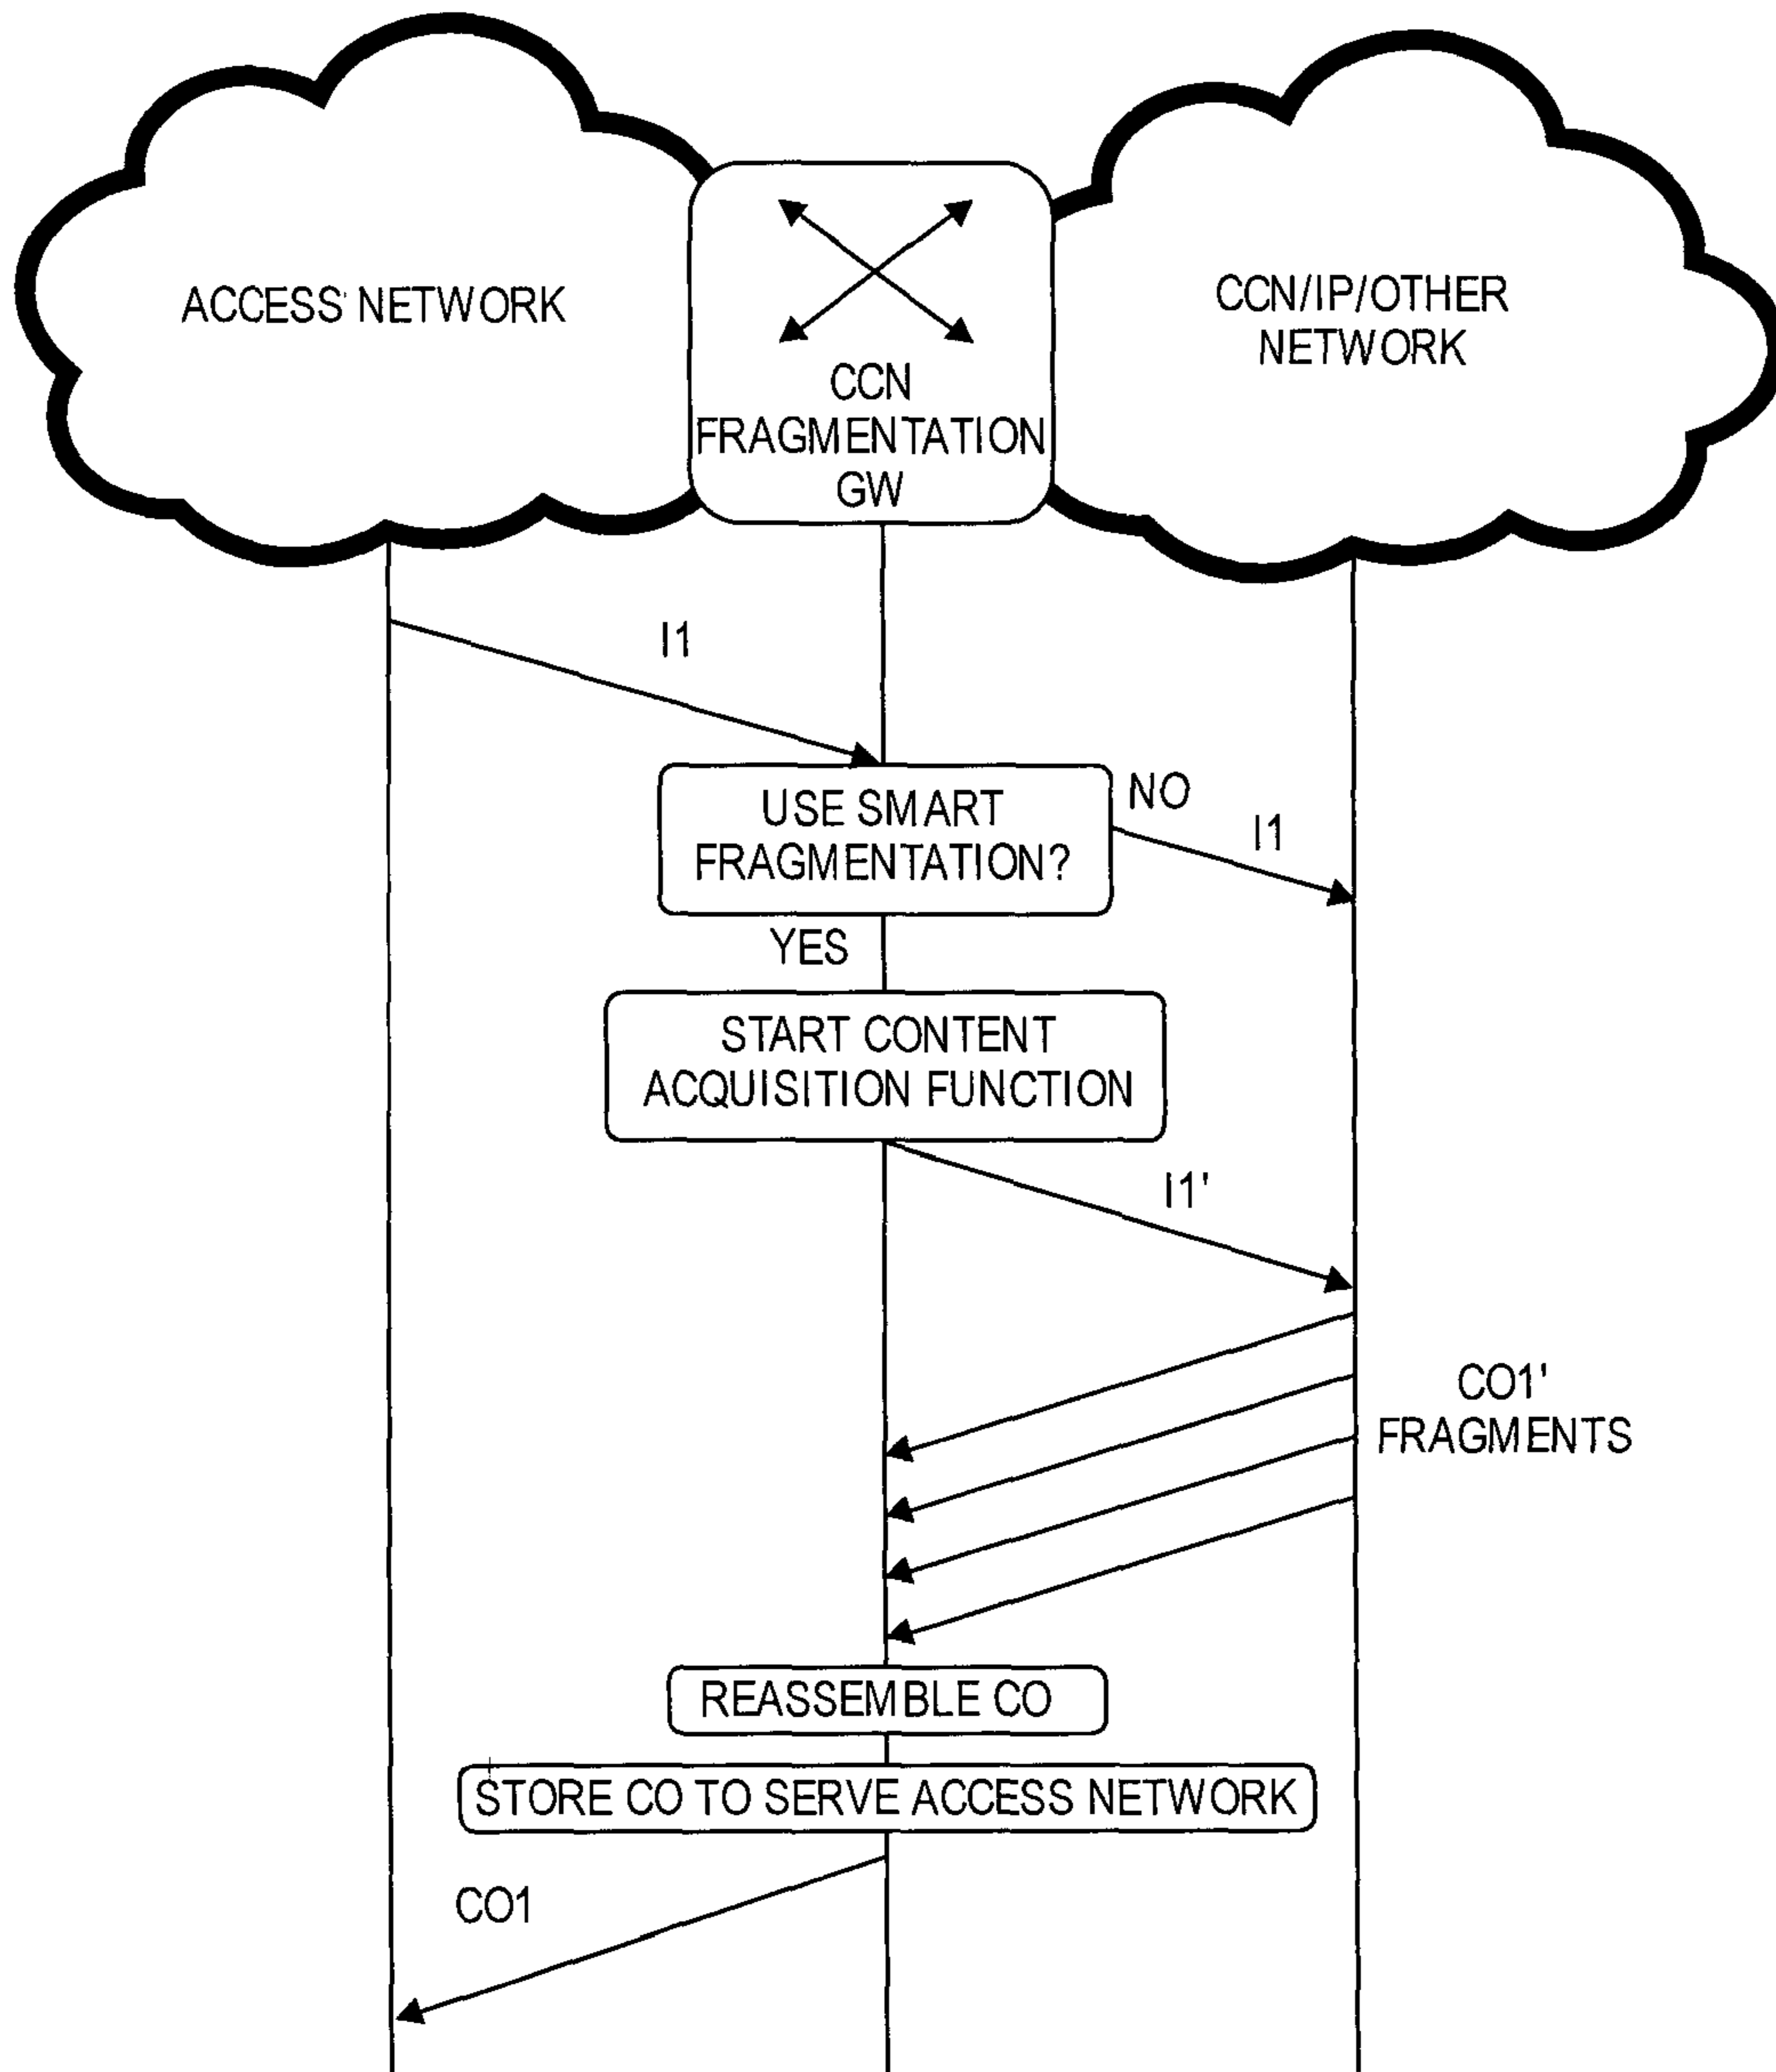 ACCESS NETWORK
CCN
FRAGMENTATION
GW
CCN/IP/OTHER
NETWORK
I1
USE SMART
FRAGMENTATION?
NO
I1
YES
START CONTENT
ACQUISITION FUNCTION
I1'
CO1'
FRAGMENTS
REASSEMBLE CO
STORE CO TO SERVE ACCESS NETWORK
CO1